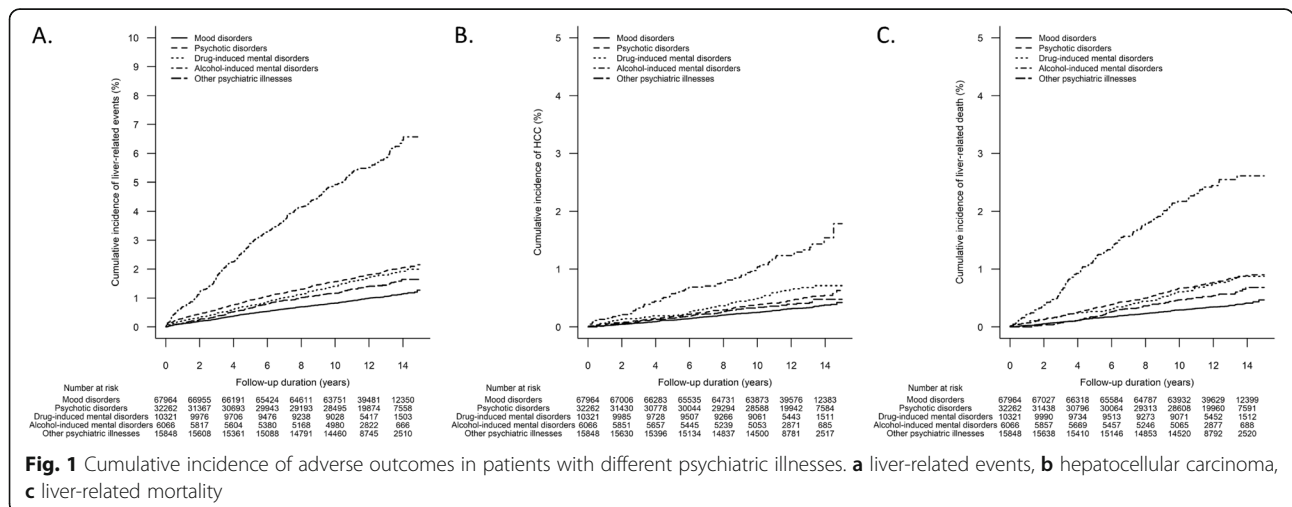 A.
Cumulative incidence of liver-related events (%)
10
9
8
7
6
5
4
3
2
1
0
Mood disorders
Psychotic disorders
Drug-induced mental disorders
Alcohol-induced mental disorders
Other psychiatric illnesses
0 2 4 6 8 10 12 14
Follow-up duration (years)
Number at risk
Mood disorders 67964 66955 66191 65424 64611 63751 39481 12350
Psychotic disorders 32262 31367 30693 29943 29193 28495 19874 7558
Drug-induced mental disorders 10321 9976 9706 9476 9238 9028 5417 1503
Alcohol-induced mental disorders 6066 5817 5604 5380 5168 4980 2822 666
Other psychiatric illnesses 15848 15608 15361 15088 14791 14460 8745 2510
B.
Cumulative incidence of HCC (%)
5
4
3
2
1
0
Mood disorders
Psychotic disorders
Drug-induced mental disorders
Alcohol-induced mental disorders
Other psychiatric illnesses
0 2 4 6 8 10 12 14
Follow-up duration (years)
Number at risk
Mood disorders 67964 67006 66283 65535 64731 63873 39576 12383
Psychotic disorders 32262 31430 30778 30044 29294 28588 19942 7584
Drug-induced mental disorders 10321 9985 9728 9507 9266 9061 5443 1511
Alcohol-induced mental disorders 6066 5851 5657 5445 5239 5053 2871 685
Other psychiatric illnesses 15848 15630 15396 15134 14837 14500 8781 2517
C.
Cumulative incidence of liver-related death (%)
5
4
3
2
1
0
Mood disorders
Psychotic disorders
Drug-induced mental disorders
Alcohol-induced mental disorders
Other psychiatric illnesses
0 2 4 6 8 10 12 14
Follow-up duration (years)
Number at risk
Mood disorders 67964 67027 66318 65584 64787 63932 39629 12399
Psychotic disorders 32262 31438 30796 30064 29313 28608 19960 7591
Drug-induced mental disorders 10321 9990 9734 9513 9273 9071 5452 1512
Alcohol-induced mental disorders 6066 5857 5669 5457 5246 5065 2877 688
Other psychiatric illnesses 15848 15638 15410 15146 14853 14520 8792 2520
Fig. 1 Cumulative incidence of adverse outcomes in patients with different psychiatric illnesses. a liver-related events, b hepatocellular carcinoma,
c liver-related mortality